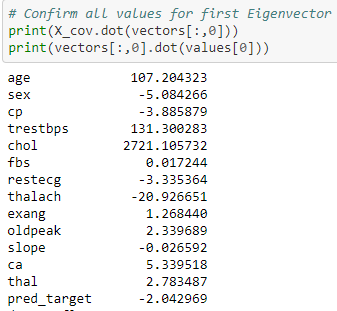 # Confirm all values for first Eigenvector
print(X_cov.dot(vectors[:,0]))
print(vectors[:,0].dot(values[0]))
age 107.204323
sex -5.084266
cp -3.885879
trestbps 131.300283
chol 2721.105732
fbs 0.017244
restecg -3.335364
thalach -20.926651
exang 1.268440
oldpeak 2.339689
slope -0.026592
ca 5.339518
thal 2.783487
pred_target -2.042969